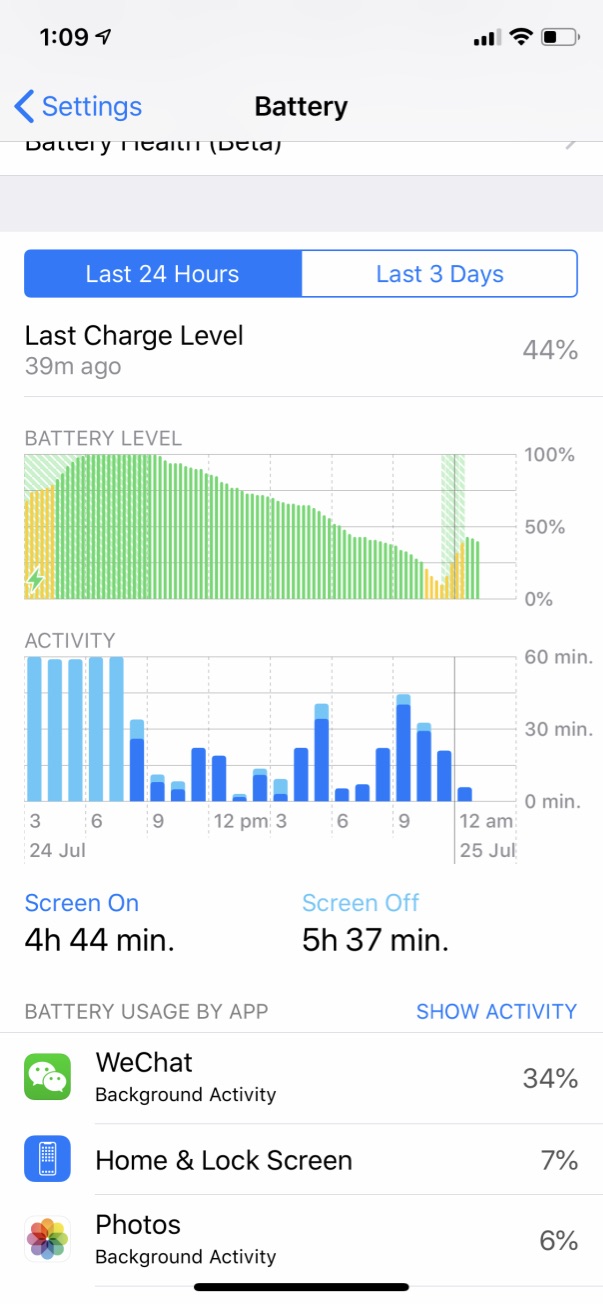 1:09
Settings
Battery
Battery Health (Beta)
Last 24 Hours
Last 3 Days
Last Charge Level
44%
39m ago
BATTERY LEVEL
100%
50%
0%
ACTIVITY
60 min.
30 min.
0 min.
3 6 9 12 pm 3 6 9 12 am
24 Jul 25 Jul
Screen On Screen Off
4h 44 min. 5h 37 min.
BATTERY USAGE BY APP SHOW ACTIVITY
WeChat
Background Activity
34%
Home & Lock Screen 7%
Photos
Background Activity
6%